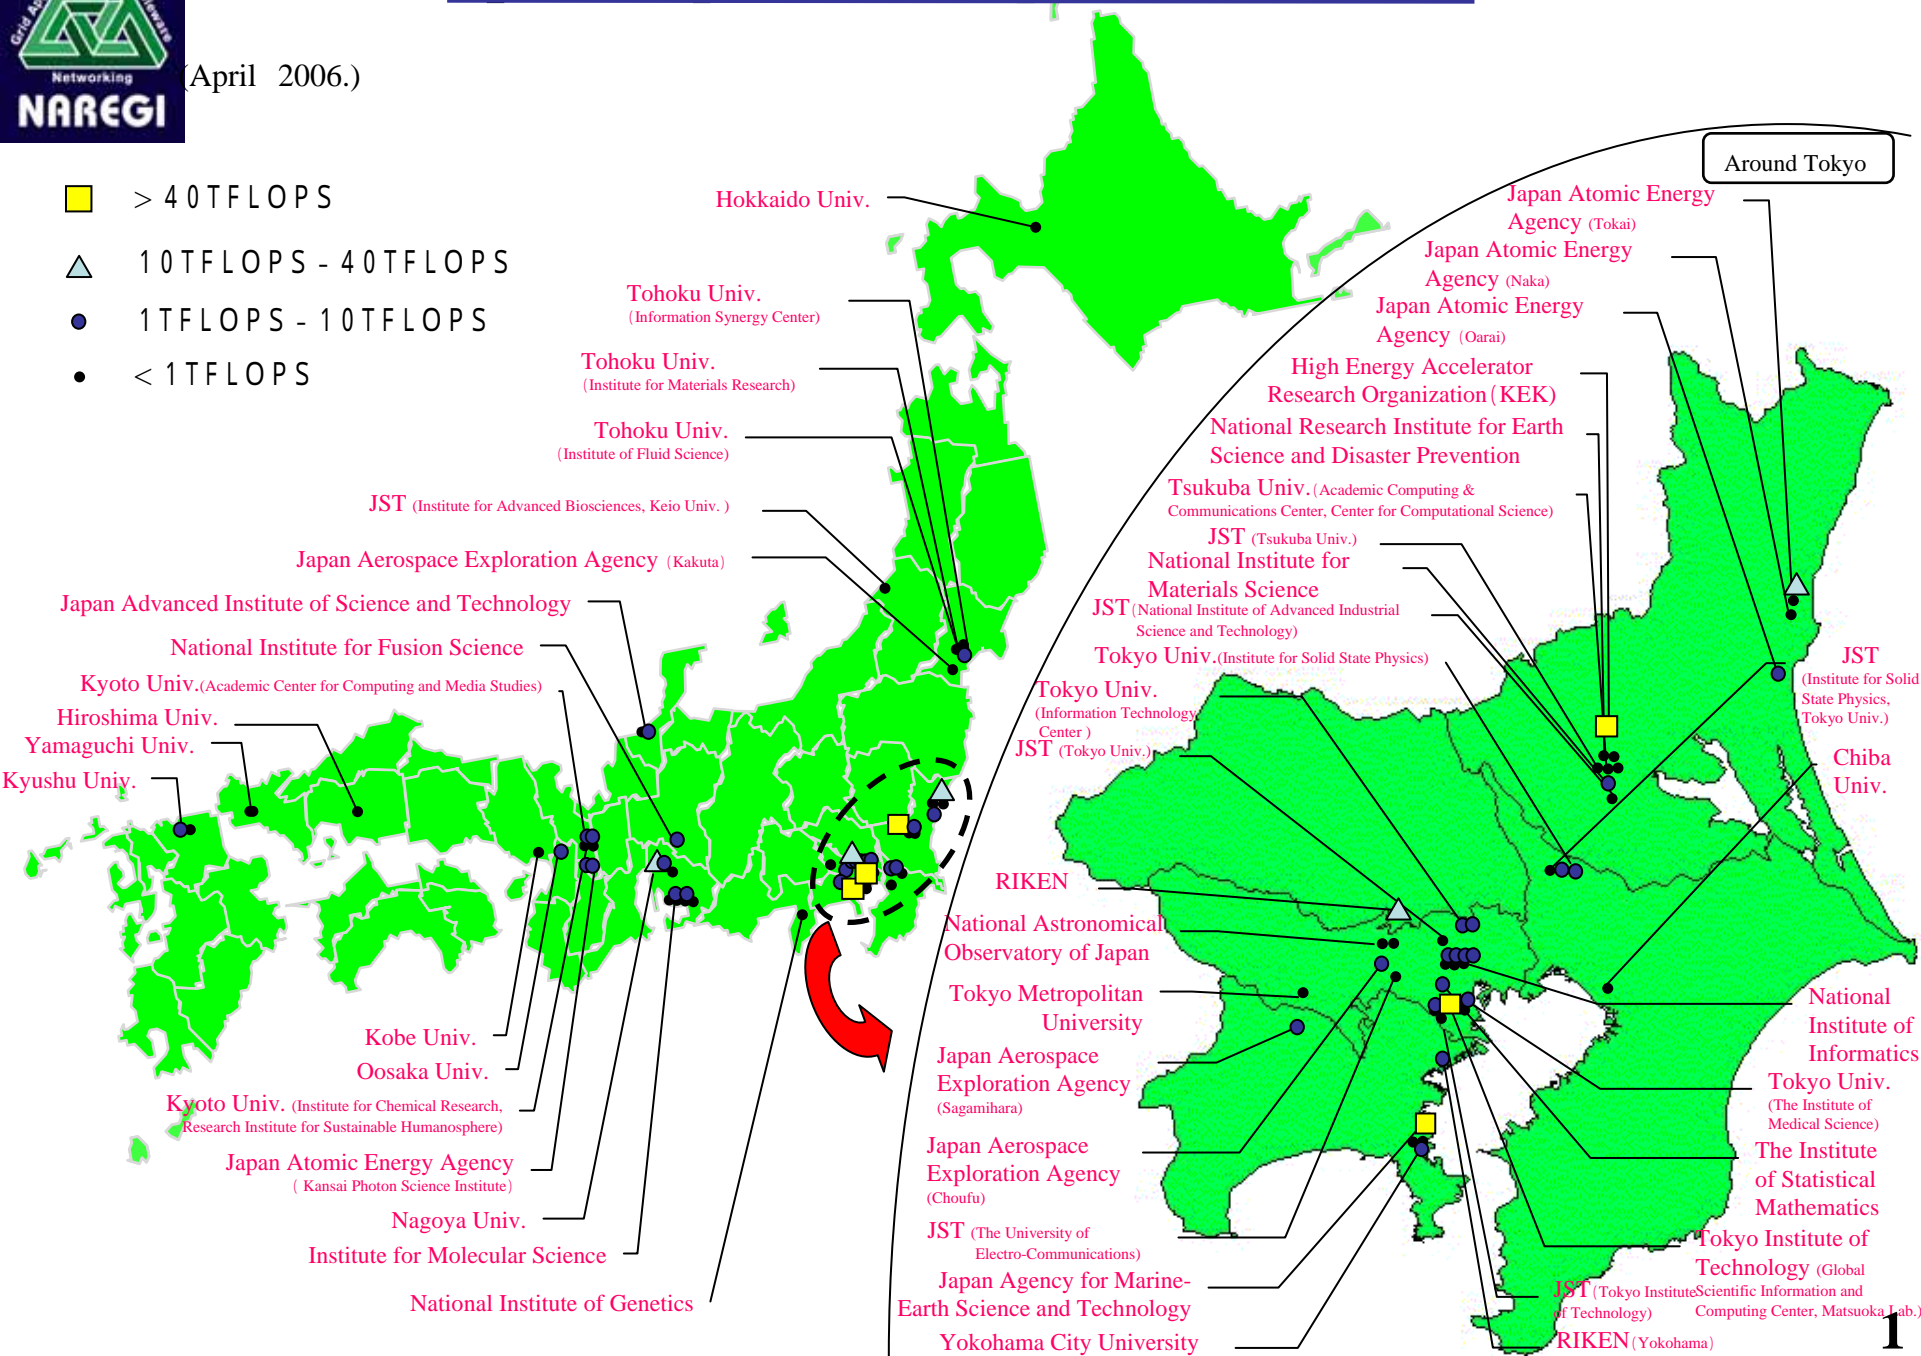 Networking
NAREGI
(April 2006.)
> 40TFLOPS
10TFLOPS - 40TFLOPS
1TFLOPS - 10TFLOPS
< 1TFLOPS
Hokkaido Univ.
Tohoku Univ.
(Information Synergy Center)
Tohoku Univ.
(Institute for Materials Research)
Tohoku Univ.
(Institute of Fluid Science)
JST (Institute for Advanced Biosciences, Keio Univ. )
Japan Aerospace Exploration Agency (Kakuta)
Japan Advanced Institute of Science and Technology
National Institute for Fusion Science
Kyoto Univ.(Academic Center for Computing and Media Studies)
Hiroshima Univ.
Yamaguchi Univ.
Kyushu Univ.
Kobe Univ.
Oosaka Univ.
Kyoto Univ. (Institute for Chemical Research,
Research Institute for Sustainable Humanosphere)
Japan Atomic Energy Agency
( Kansai Photon Science Institute)
Nagoya Univ.
Institute for Molecular Science
National Institute of Genetics
Around Tokyo
Japan Atomic Energy
Agency (Tokai)
Japan Atomic Energy
Agency (Naka)
Japan Atomic Energy
Agency (Oarai)
High Energy Accelerator
Research Organization(KEK)
National Research Institute for Earth
Science and Disaster Prevention
Tsukuba Univ.(Academic Computing &
Communications Center, Center for Computational Science)
JST (Tsukuba Univ.)
National Institute for
Materials Science
JST(National Institute of Advanced Industrial
Science and Technology)
Tokyo Univ.(Institute for Solid State Physics)
Tokyo Univ.
(Information Technology
Center )
JST (Tokyo Univ.)
RIKEN
National Astronomical
Observatory of Japan
Tokyo Metropolitan
University
Japan Aerospace
Exploration Agency
(Sagamihara)
Japan Aerospace
Exploration Agency
(Choufu)
JST (The University of
Electro-Communications)
Japan Agency for Marine-
Earth Science and Technology
Yokohama City University
JST
(Institute for Solid
State Physics,
Tokyo Univ.)
Chiba
Univ.
National
Institute of
Informatics
Tokyo Univ.
(The Institute of
Medical Science)
The Institute
of Statistical
Mathematics
Tokyo Institute of
Technology (Global
Scientific Information and
Computing Center, Matsuoka Lab.)
JST(Tokyo Institute
of Technology)
RIKEN(Yokohama)
1